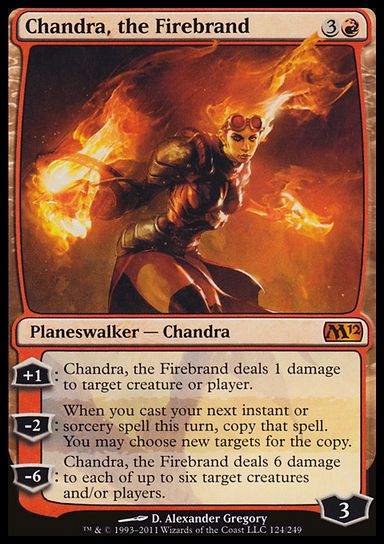 Chandra, the Firebrand 3
Planeswalker — Chandra M12
+1: Chandra, the Firebrand deals 1 damage
to target creature or player.
-2: When you cast your next instant or
sorcery spell this turn, copy that spell.
You may choose new targets for the copy.
-6: Chandra, the Firebrand deals 6 damage
to each of up to six target creatures
and/or players.
3
D. Alexander Gregory
™ & © 1993–2011 Wizards of the Coast LLC 124/249